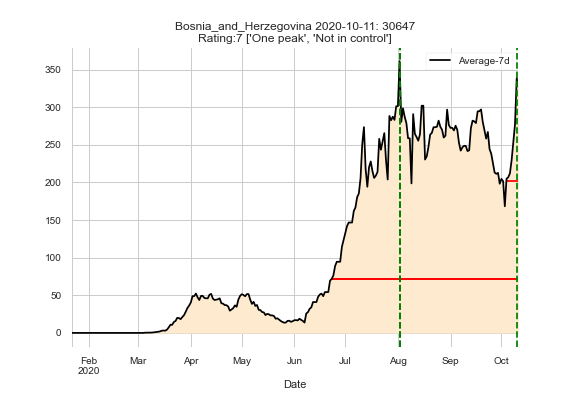 Bosnia_and_Herzegovina 2020-10-11: 30647
Rating:7 ['One peak', 'Not in control']
Average-7d
350
300
250
200
150
100
50
0
Feb Mar Apr May Jun Jul Aug Sep Oct
2020
Date